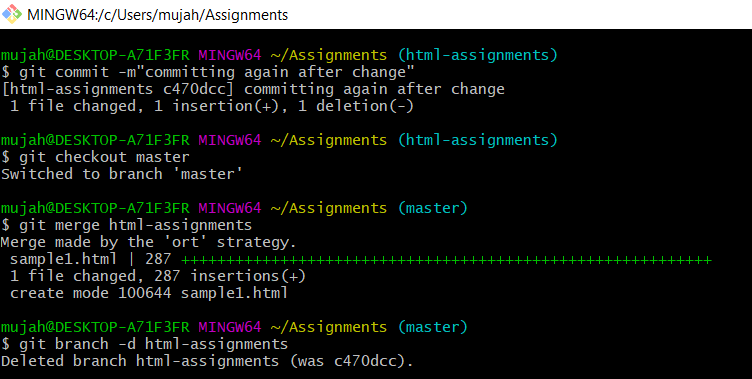 MINGW64:/c/Users/mujah/Assignments
mujah@DESKTOP-A71F3FR MINGW64 ~/Assignments (html-assignments)
$ git commit -m"committing again after change"
[html-assignments c470dcc] committing again after change
 1 file changed, 1 insertion(+), 1 deletion(-)
mujah@DESKTOP-A71F3FR MINGW64 ~/Assignments (html-assignments)
$ git checkout master
Switched to branch 'master'
mujah@DESKTOP-A71F3FR MINGW64 ~/Assignments (master)
$ git merge html-assignments
Merge made by the 'ort' strategy.
 sample1.html | 287 +++++++++++++++++++++++++++++++++++++++++++++++++++++++++++
 1 file changed, 287 insertions(+)
 create mode 100644 sample1.html
mujah@DESKTOP-A71F3FR MINGW64 ~/Assignments (master)
$ git branch -d html-assignments
Deleted branch html-assignments (was c470dcc).